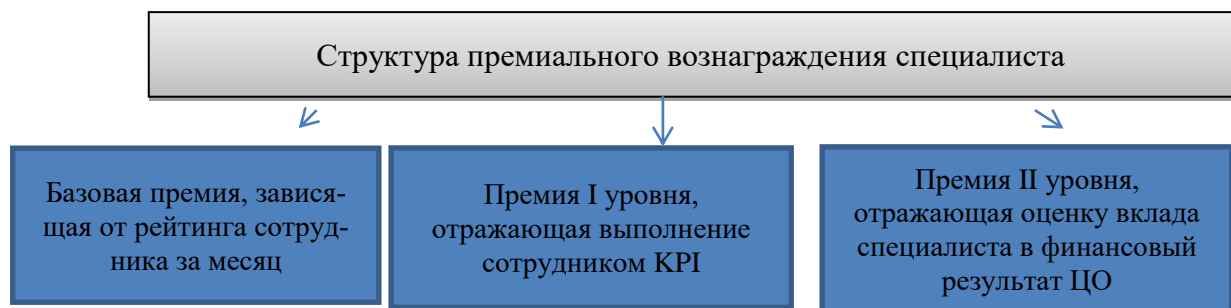 Структура премиального вознаграждения специалиста
Базовая премия, завися-
щая от рейтинга сотруд-
ника за месяц
Премия I уровня,
отражающая выполнение
сотрудником KPI
Премия II уровня,
отражающая оценку вклада
специалиста в финансовый
результат ЦО